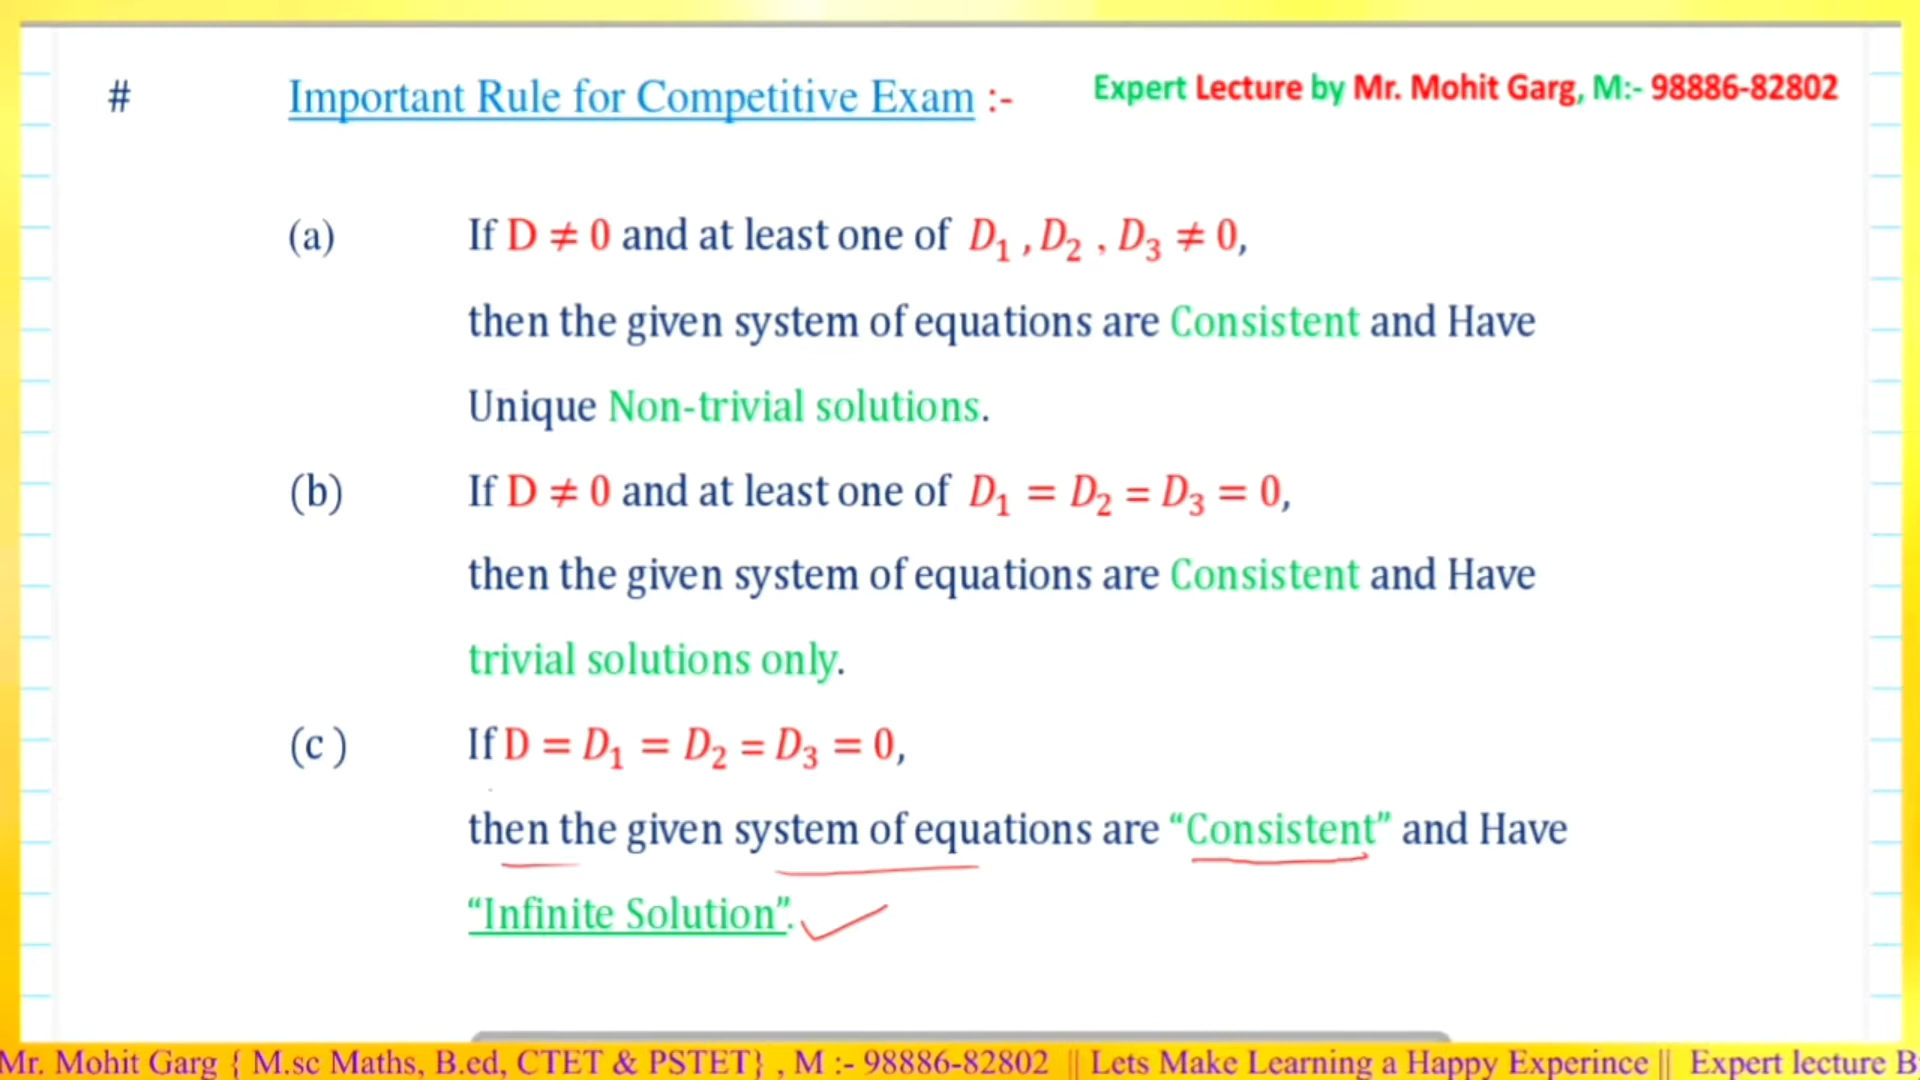 # Important Rule for Competitive Exam :- Expert Lecture by Mr. Mohit Garg, M:- 98886-82802
(a) If D ≠ 0 and at least one of D₁ , D₂ , D₃ ≠ 0,
then the given system of equations are Consistent and Have
Unique Non-trivial solutions.
(b) If D ≠ 0 and at least one of D₁ = D₂ = D₃ = 0,
then the given system of equations are Consistent and Have
trivial solutions only.
(c ) If D = D₁ = D₂ = D₃ = 0,
then the given system of equations are “Consistent” and Have
“Infinite Solution”.
Mr. Mohit Garg { M.sc Maths, B.ed, CTET & PSTET} , M :- 98886-82802 || Lets Make Learning a Happy Experince || Expert lecture B